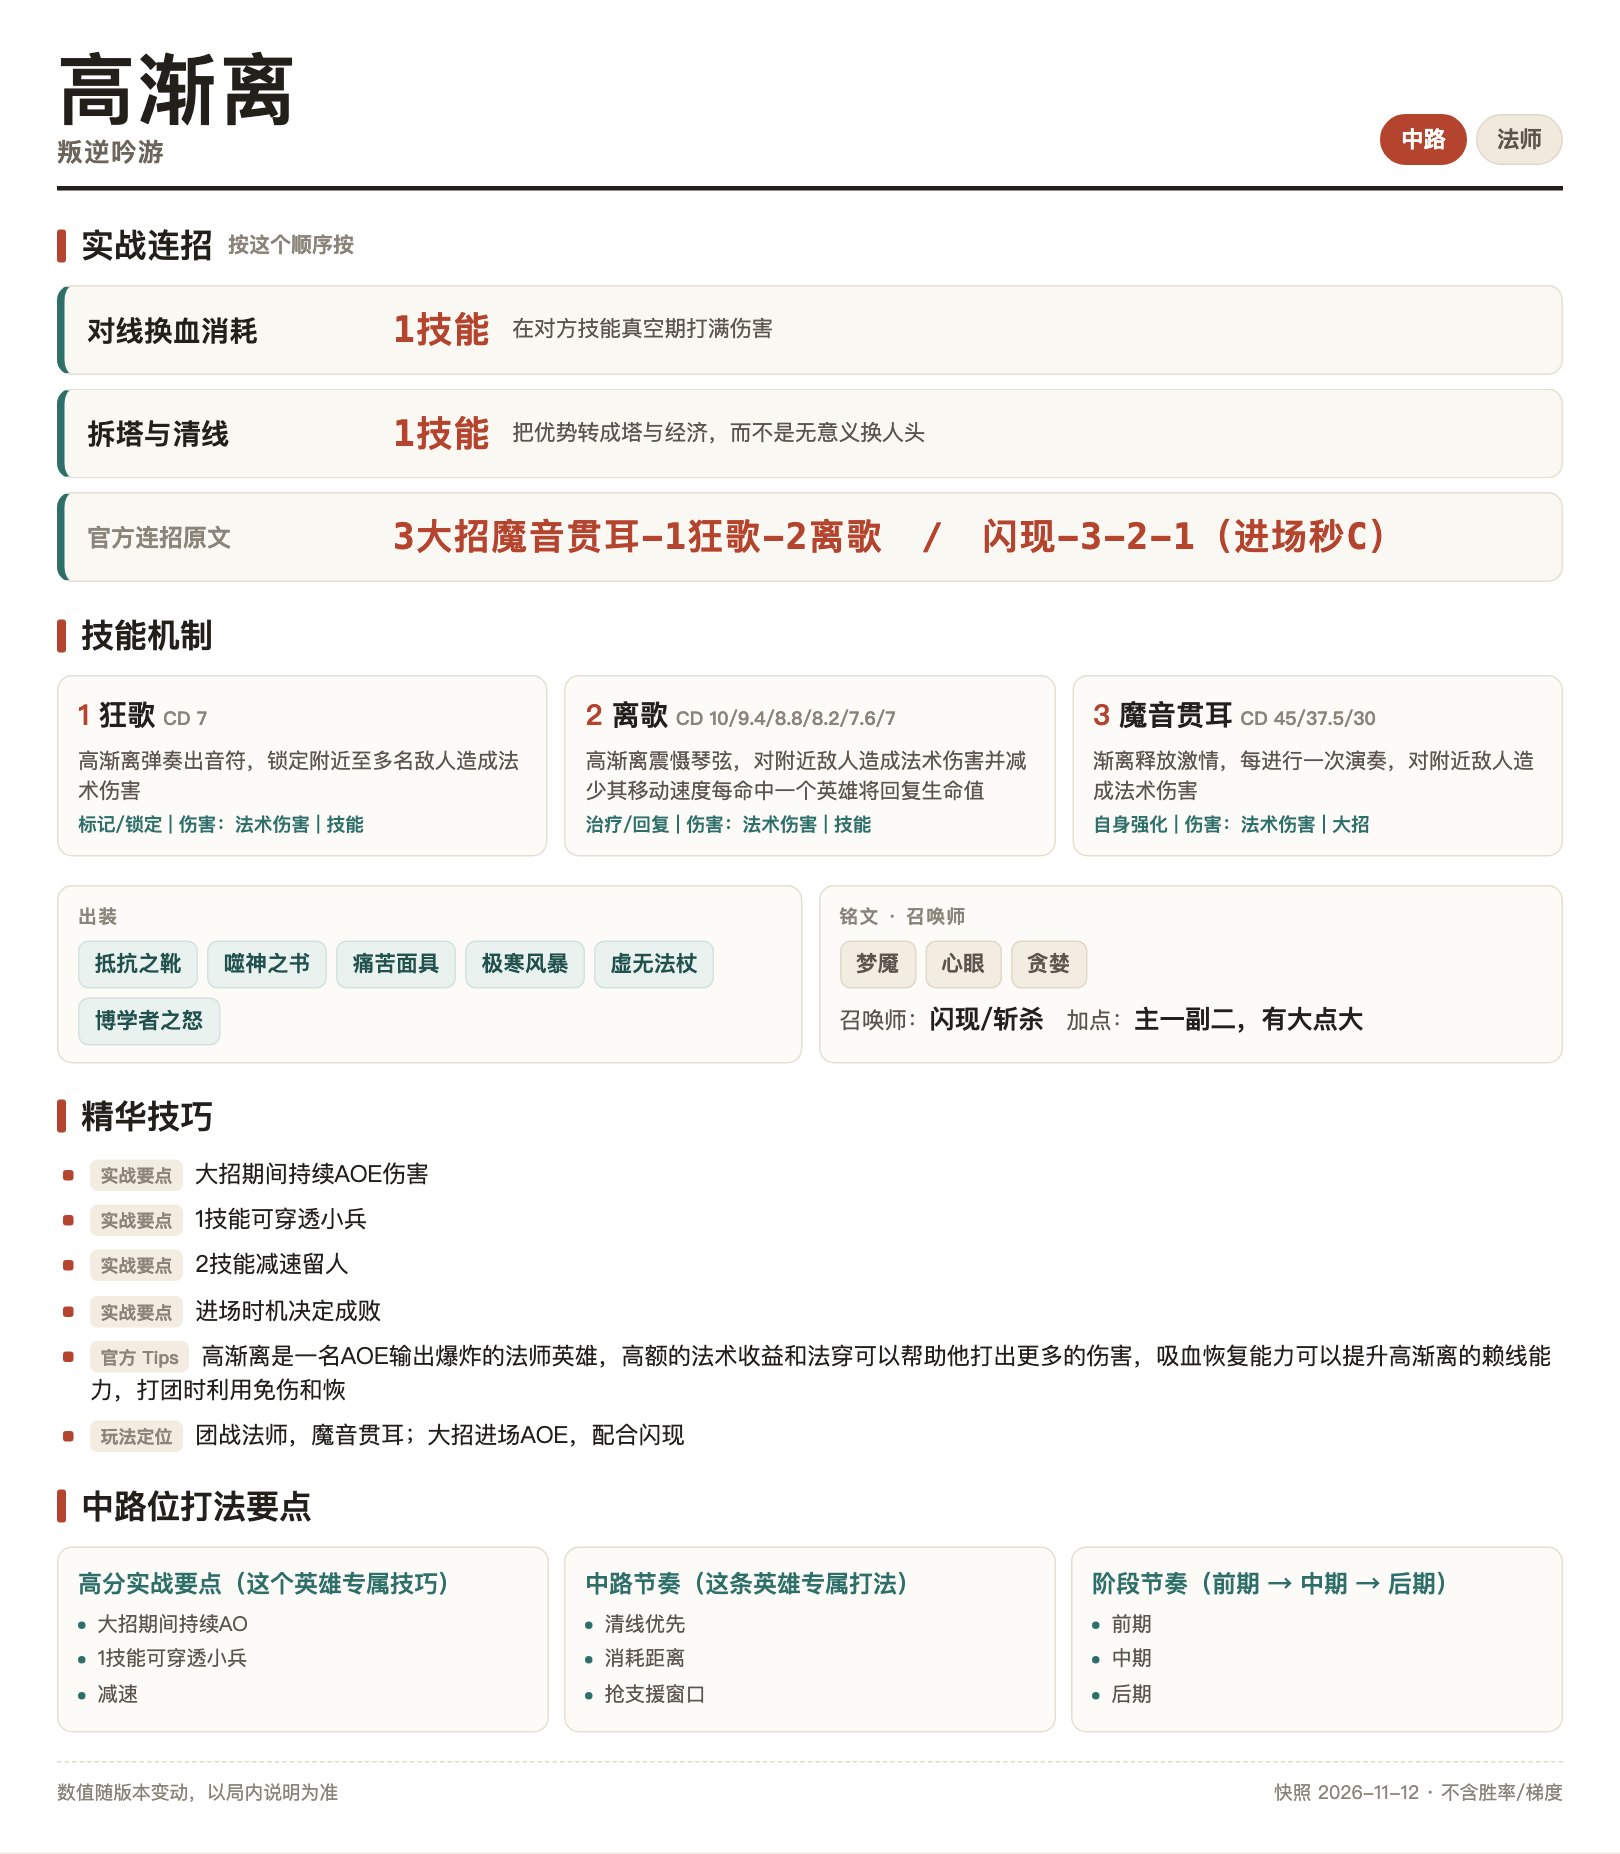 高渐离
叛逆吟游
中路
法师
实战连招 按这个顺序按
对线换血消耗 1技能 在对方技能真空期打满伤害
拆塔与清线 1技能 把优势转成塔与经济，而不是无意义换人头
官方连招原文 3大招魔音贯耳–1狂歌–2离歌 / 闪现–3–2–1（进场秒C）
技能机制
1 狂歌 CD 7
高渐离弹奏出音符，锁定附近至多名敌人造成法
术伤害
标记/锁定 | 伤害：法术伤害 | 技能
2 离歌 CD 10/9.4/8.8/8.2/7.6/7
高渐离震慑琴弦，对附近敌人造成法术伤害并减
少其移动速度每命中一个英雄将回复生命值
治疗/回复 | 伤害：法术伤害 | 技能
3 魔音贯耳 CD 45/37.5/30
渐离释放激情，每进行一次演奏，对附近敌人造
成法术伤害
自身强化 | 伤害：法术伤害 | 大招
出装
抵抗之靴 噬神之书 痛苦面具 极寒风暴 虚无法杖
博学者之怒
铭文 · 召唤师
梦魇 心眼 贪婪
召唤师：闪现/斩杀 加点：主一副二，有大点大
精华技巧
实战要点 大招期间持续AOE伤害
实战要点 1技能可穿透小兵
实战要点 2技能减速留人
实战要点 进场时机决定成败
官方 Tips 高渐离是一名AOE输出爆炸的法师英雄，高额的法术收益和法穿可以帮助他打出更多的伤害，吸血恢复能力可以提升高渐离的赖线能
力，打团时利用免伤和恢
玩法定位 团战法师，魔音贯耳；大招进场AOE，配合闪现
中路位打法要点
高分实战要点（这个英雄专属技巧）
大招期间持续AO
1技能可穿透小兵
减速
中路节奏（这条英雄专属打法）
清线优先
消耗距离
抢支援窗口
阶段节奏（前期 → 中期 → 后期）
前期
中期
后期
数值随版本变动，以局内说明为准
快照 2026–11–12 · 不含胜率/梯度